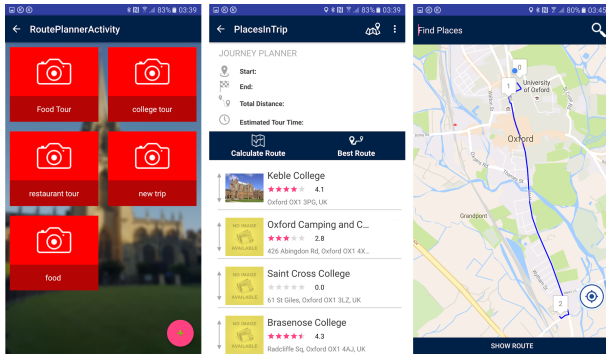 83% 03:39
RoutePlannerActivity
Food Tour
college tour
restaurant tour
new trip
food
83% 03:39
PlacesInTrip
JOURNEY PLANNER
Start:
End:
Total Distance:
Estimated Tour Time:
Calculate Route
Best Route
Keble College
4.1
Oxford OX1 3PG, UK
NO IMAGE
AVAILABLE
Oxford Camping and C...
2.8
426 Abingdon Rd, Oxford OX1 4X..
NO IMAGE
AVAILABLE
Saint Cross College
0.0
61 St Giles, Oxford OX1 3LZ, UK
NO IMAGE
AVAILABLE
Brasenose College
4.3
Radcliffe Sq, Oxford OX1 4AJ, UK
80% 03:45
Find Places
0
1
University
of Oxford
Oxford
Thames St
Grandpont
2
SHOW ROUTE